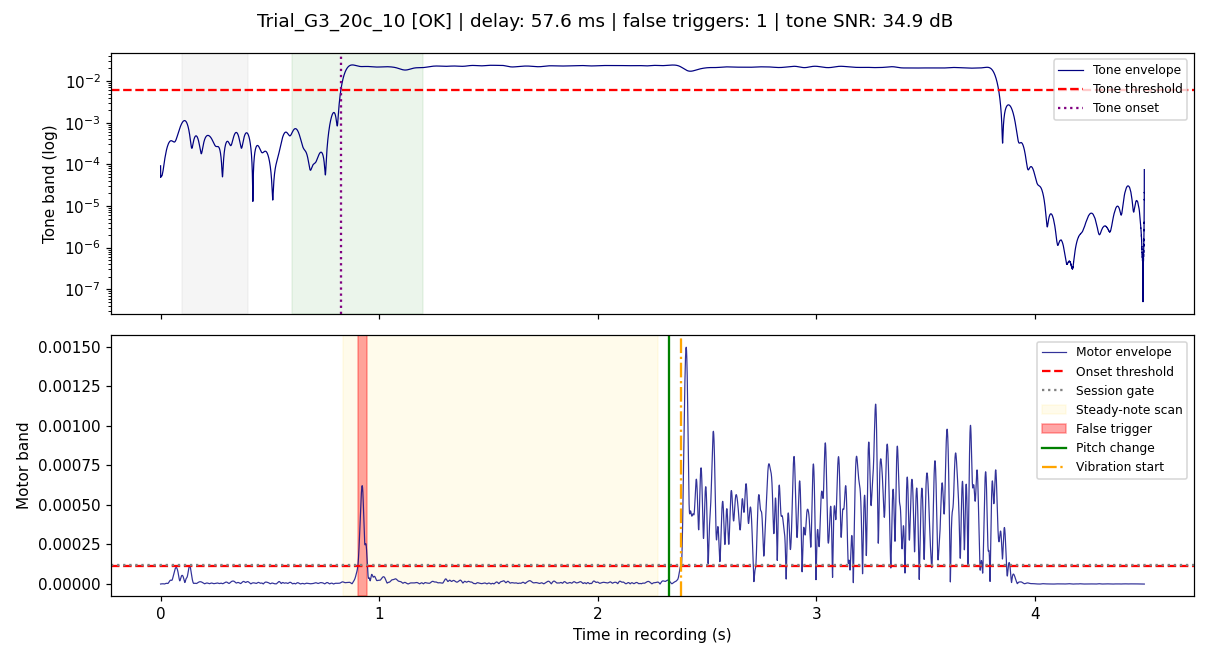 Trial_G3_20c_10 [OK] | delay: 57.6 ms | false triggers: 1 | tone SNR: 34.9 dB
Tone band (log)
10⁻²
10⁻³
10⁻⁴
10⁻⁵
10⁻⁶
10⁻⁷
Tone envelope
Tone threshold
Tone onset
Motor band
0.00150
0.00125
0.00100
0.00075
0.00050
0.00025
0.00000
Motor envelope
Onset threshold
Session gate
Steady-note scan
False trigger
Pitch change
Vibration start
0 1 2 3 4
Time in recording (s)